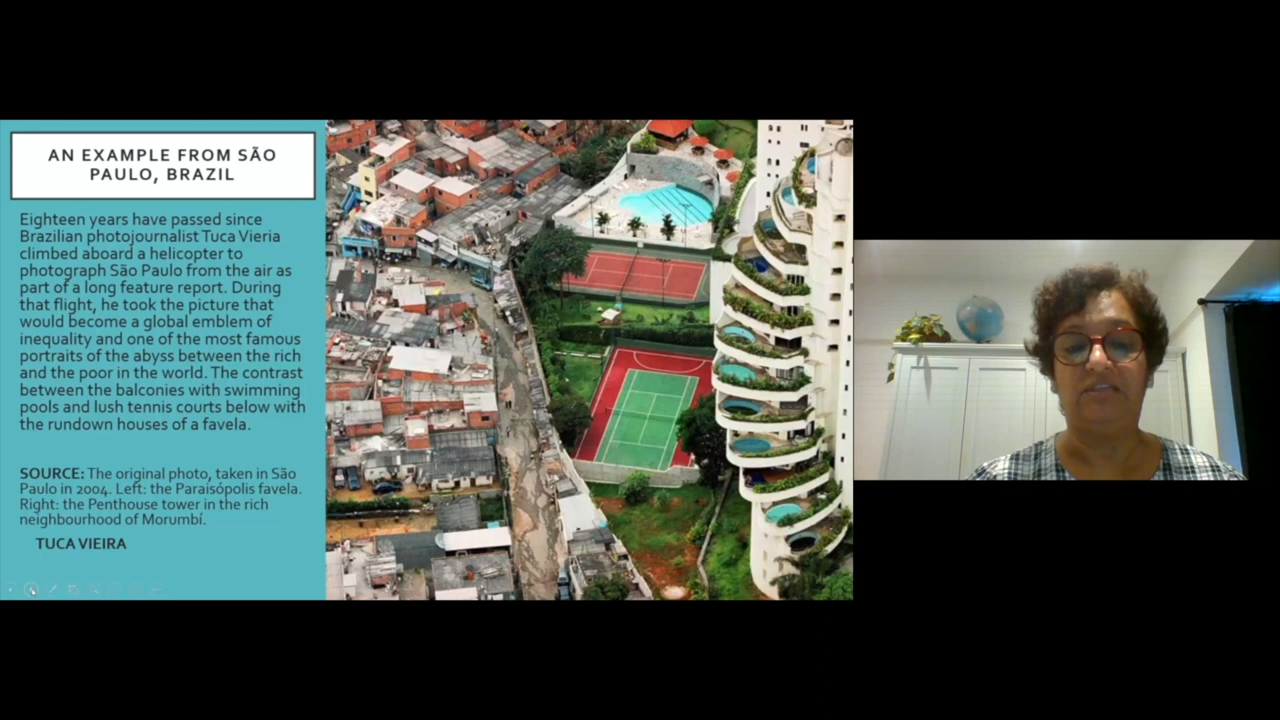 AN EXAMPLE FROM SÃO
PAULO, BRAZIL
Eighteen years have passed since
Brazilian photojournalist Tuca Vieria
climbed aboard a helicopter to
photograph São Paulo from the air as
part of a long feature report. During
that flight, he took the picture that
would become a global emblem of
inequality and one of the most famous
portraits of the abyss between the rich
and the poor in the world. The contrast
between the balconies with swimming
pools and lush tennis courts below with
the rundown houses of a favela.
SOURCE: The original photo, taken in São
Paulo in 2004. Left: the Paraisópolis favela.
Right: the Penthouse tower in the rich
neighbourhood of Morumbí.
TUCA VIEIRA